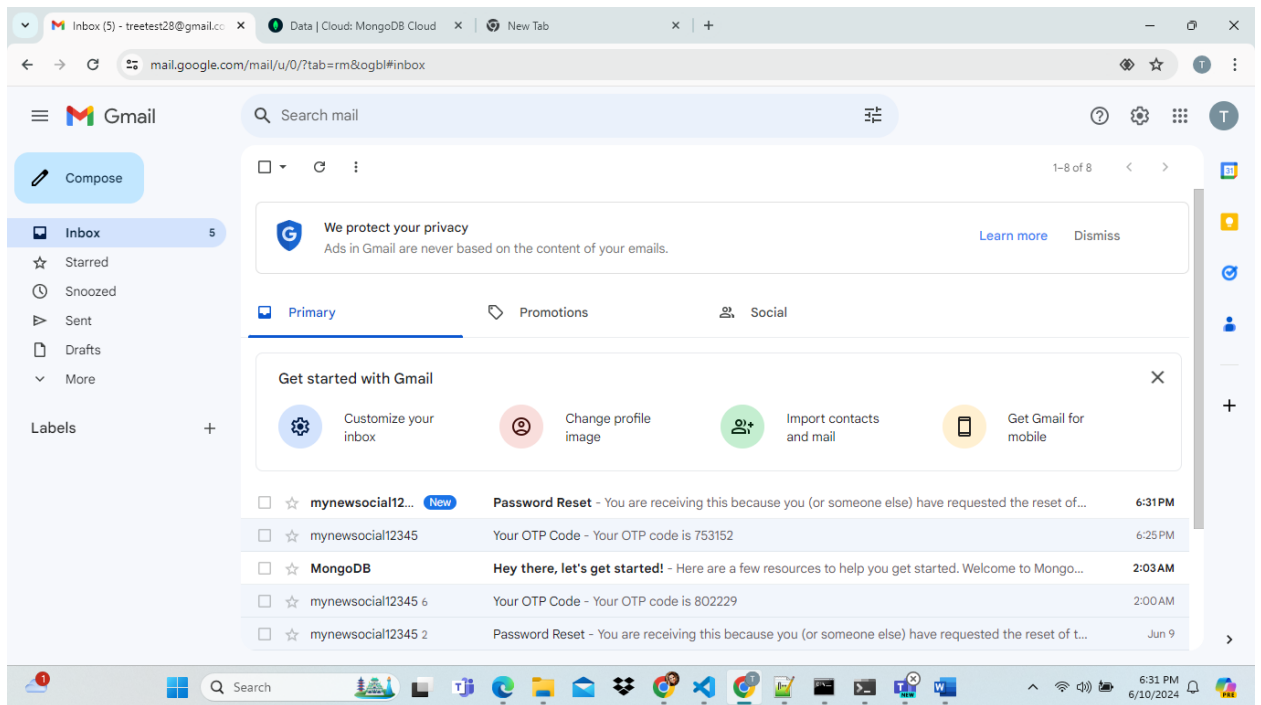 Inbox (5) - treetest28@gmail.co
Data | Cloud: MongoDB Cloud
New Tab
mail.google.com/mail/u/0/?tab=rm&ogbl#inbox
T
Gmail
Search mail
T
Compose
1–8 of 8
31
Inbox 5
Starred
Snoozed
Sent
Drafts
More
Labels
G
We protect your privacy
Ads in Gmail are never based on the content of your emails.
Learn more
Dismiss
Primary
Promotions
Social
Get started with Gmail
Customize your
inbox
Change profile
image
Import contacts
and mail
Get Gmail for
mobile
mynewsocial12... New Password Reset - You are receiving this because you (or someone else) have requested the reset of... 6:31 PM
mynewsocial12345 Your OTP Code - Your OTP code is 753152 6:25 PM
MongoDB Hey there, let's get started! - Here are a few resources to help you get started. Welcome to Mongo... 2:03 AM
mynewsocial12345 6 Your OTP Code - Your OTP code is 802229 2:00 AM
mynewsocial12345 2 Password Reset - You are receiving this because you (or someone else) have requested the reset of t... Jun 9
1
Search
T
NEW
W
6:31 PM
6/10/2024
PRE